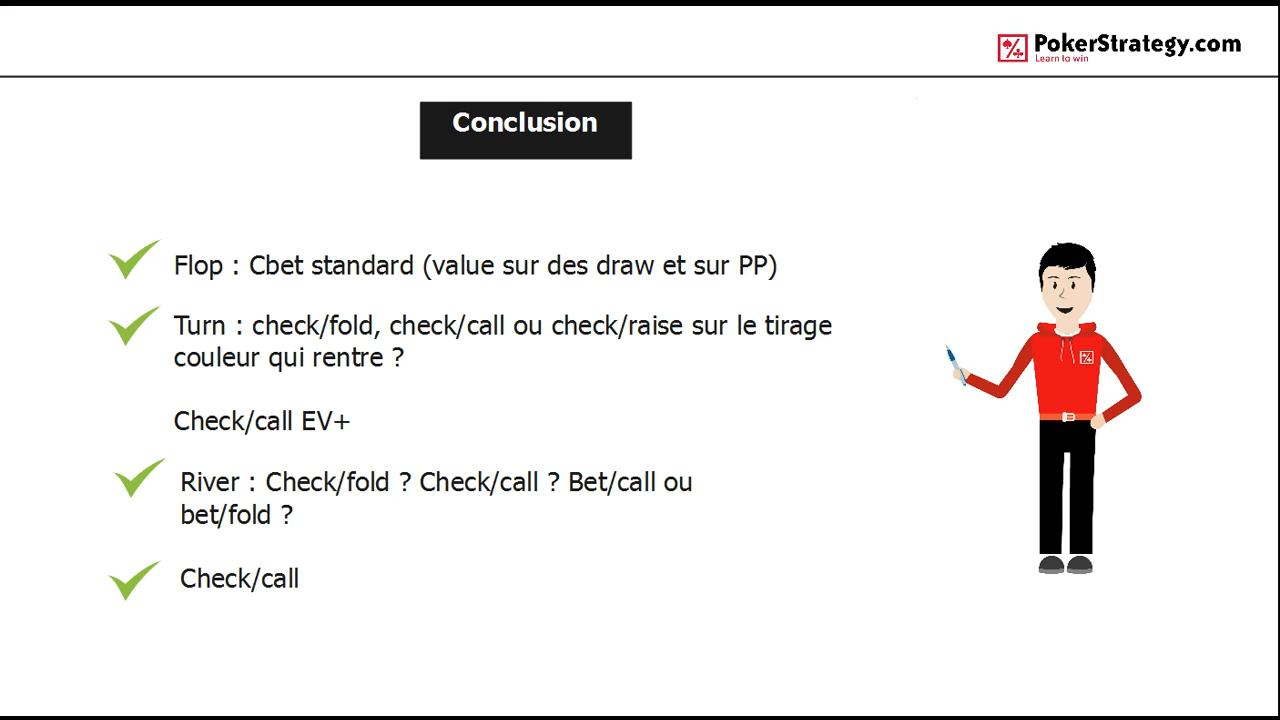 PokerStrategy.com
Learn to win
Conclusion
Flop : Cbet standard (value sur des draw et sur PP)
Turn : check/fold, check/call ou check/raise sur le tirage
couleur qui rentre ?
Check/call EV+
River : Check/fold ? Check/call ? Bet/call ou
bet/fold ?
Check/call